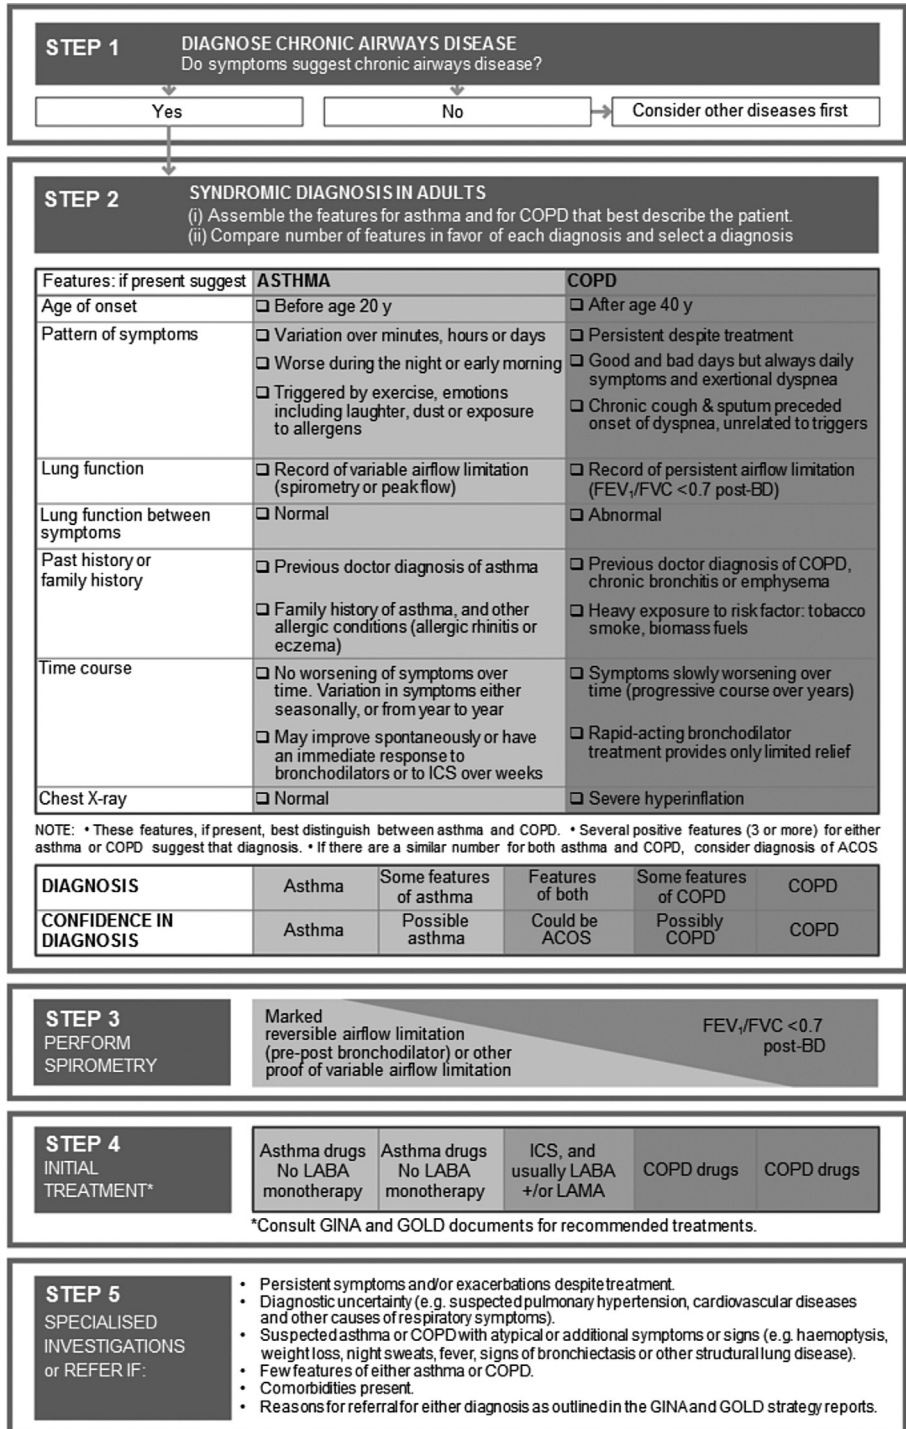 STEP 1
DIAGNOSE CHRONIC AIRWAYS DISEASE
Do symptoms suggest chronic airways disease?
Yes
No
Consider other diseases first
STEP 2
SYNDROMIC DIAGNOSIS IN ADULTS
(i) Assemble the features for asthma and for COPD that best describe the patient.
(ii) Compare number of features in favor of each diagnosis and select a diagnosis
Features: if present suggest
ASTHMA
COPD
Age of onset
❑ Before age 20 y
❑ After age 40 y
Pattern of symptoms
❑ Variation over minutes, hours or days
❑ Worse during the night or early morning
❑ Triggered by exercise, emotions
including laughter, dust or exposure
to allergens
❑ Persistent despite treatment
❑ Good and bad days but always daily
symptoms and exertional dyspnea
❑ Chronic cough & sputum preceded
onset of dyspnea, unrelated to triggers
Lung function
❑ Record of variable airflow limitation
(spirometry or peak flow)
❑ Record of persistent airflow limitation
(FEV₁/FVC <0.7 post-BD)
Lung function between
symptoms
❑ Normal
❑ Abnormal
Past history or
family history
❑ Previous doctor diagnosis of asthma
❑ Family history of asthma, and other
allergic conditions (allergic rhinitis or
eczema)
❑ Previous doctor diagnosis of COPD,
chronic bronchitis or emphysema
❑ Heavy exposure to risk factor: tobacco
smoke, biomass fuels
Time course
❑ No worsening of symptoms over
time. Variation in symptoms either
seasonally, or from year to year
❑ May improve spontaneously or have
an immediate response to
bronchodilators or to ICS over weeks
❑ Symptoms slowly worsening over
time (progressive course over years)
❑ Rapid-acting bronchodilator
treatment provides only limited relief
Chest X-ray
❑ Normal
❑ Severe hyperinflation
NOTE: • These features, if present, best distinguish between asthma and COPD. • Several positive features (3 or more) for either
asthma or COPD suggest that diagnosis. • If there are a similar number for both asthma and COPD, consider diagnosis of ACOS
DIAGNOSIS
Asthma
Some features
of asthma
Features
of both
Some features
of COPD
COPD
CONFIDENCE IN
DIAGNOSIS
Asthma
Possible
asthma
Could be
ACOS
Possibly
COPD
COPD
STEP 3
PERFORM
SPIROMETRY
Marked
reversible airflow limitation
(pre-post bronchodilator) or other
proof of variable airflow limitation
FEV₁/FVC <0.7
post-BD
STEP 4
INITIAL
TREATMENT*
Asthma drugs
No LABA
monotherapy
Asthma drugs
No LABA
monotherapy
ICS, and
usually LABA
+/or LAMA
COPD drugs
COPD drugs
*Consult GINA and GOLD documents for recommended treatments.
STEP 5
SPECIALISED
INVESTIGATIONS
or REFER IF:
• Persistent symptoms and/or exacerbations despite treatment.
• Diagnostic uncertainty (e.g. suspected pulmonary hypertension, cardiovascular diseases
and other causes of respiratory symptoms).
• Suspected asthma or COPD with atypical or additional symptoms or signs (e.g. haemoptysis,
weight loss, night sweats, fever, signs of bronchiectasis or other structural lung disease).
• Few features of either asthma or COPD.
• Comorbidities present.
• Reasons for referral for either diagnosis as outlined in the GINA and GOLD strategy reports.